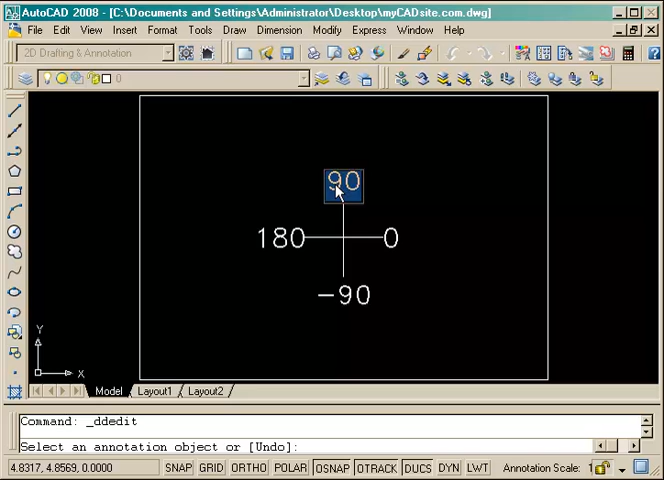 AutoCAD 2008 - [C:\Documents and Settings\Administrator\Desktop\myCADsite.com.dwg]
File Edit View Insert Format Tools Draw Dimension Modify Express Window Help
2D Drafting & Annotation
0
90
180 0
-90
Y
X
Model Layout1 Layout2
Command: _ddedit
Select an annotation object or [Undo]:
4.8317, 4.8569, 0.0000 SNAP GRID ORTHO POLAR OSNAP OTRACK DUCS DYN LWT Annotation Scale: 1